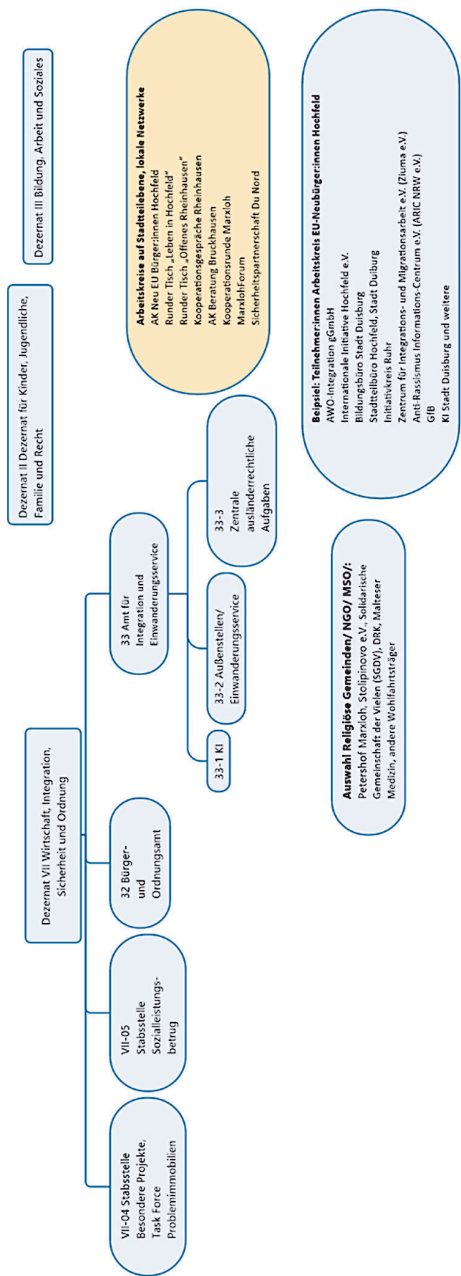 Dezernat VII Wirtschaft, Integration,
Sicherheit und Ordnung
Dezernat II Dezernat für Kinder, Jugendliche,
Familie und Recht
Dezernat III Bildung, Arbeit und Soziales
VII-04 Stabsstelle
Besondere Projekte,
Task Force
Problemimmobilien
VII-05
Stabsstelle
Sozialleistungs-
betrug
32 Bürger-
und
Ordnungsamt
33 Amt für
Integration und
Einwanderungsservice
33-1 KI
33-2 Außenstellen/
Einwanderungsservice
33-3
Zentrale
ausländerrechtliche
Aufgaben
Arbeitskreise auf Stadtteilebene, lokale Netzwerke
AK Neu EU Bürger:innen Hochfeld
Runder Tisch „Leben in Hochfeld“
Runder Tisch „Offenes Rheinhausen“
Kooperationsgespräche Rheinhausen
AK Beratung Bruckhausen
Kooperationsrunde Marxloh
MarxlohForum
Sicherheitspartnerschaft Du Nord
Auswahl Religiöse Gemeinden/ NGO/ MSO/:
Petershof Marxloh, Stolipinovo e.V., Solidarische
Gemeinschaft der Vielen (SGDV), DRK, Malteser
Medizin, andere Wohlfahrtsträger
Beipsiel: Teilnehmer:innen Arbeitskreis EU-Neubürger:innen Hochfeld
AWO-Integration gGmbH
Internationale Initiative Hochfeld e.V.
Bildungsbüro Stadt Duisburg
Stadtteilbüro Hochfeld, Stadt Duiburg
Initiativkreis Ruhr
Zentrum für Integrations- und Migrationsarbeit e.V. (Ziuma e.V.)
Anti-Rassismus Informations-Centrum e.V. (ARIC NRW e.V.)
GfB
KI Stadt Duisburg und weitere